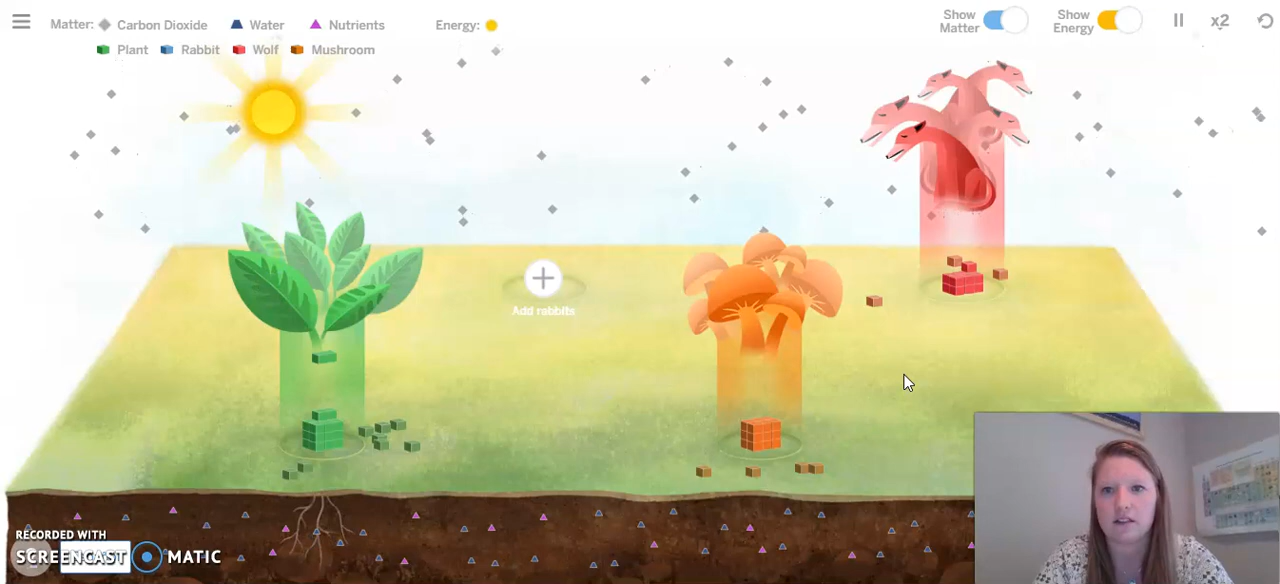 Matter: Carbon Dioxide Water Nutrients Energy:
Plant Rabbit Wolf Mushroom
Show Matter
Show Energy
x2
Add rabbits
RECORDED WITH
SCREENCAST MATIC